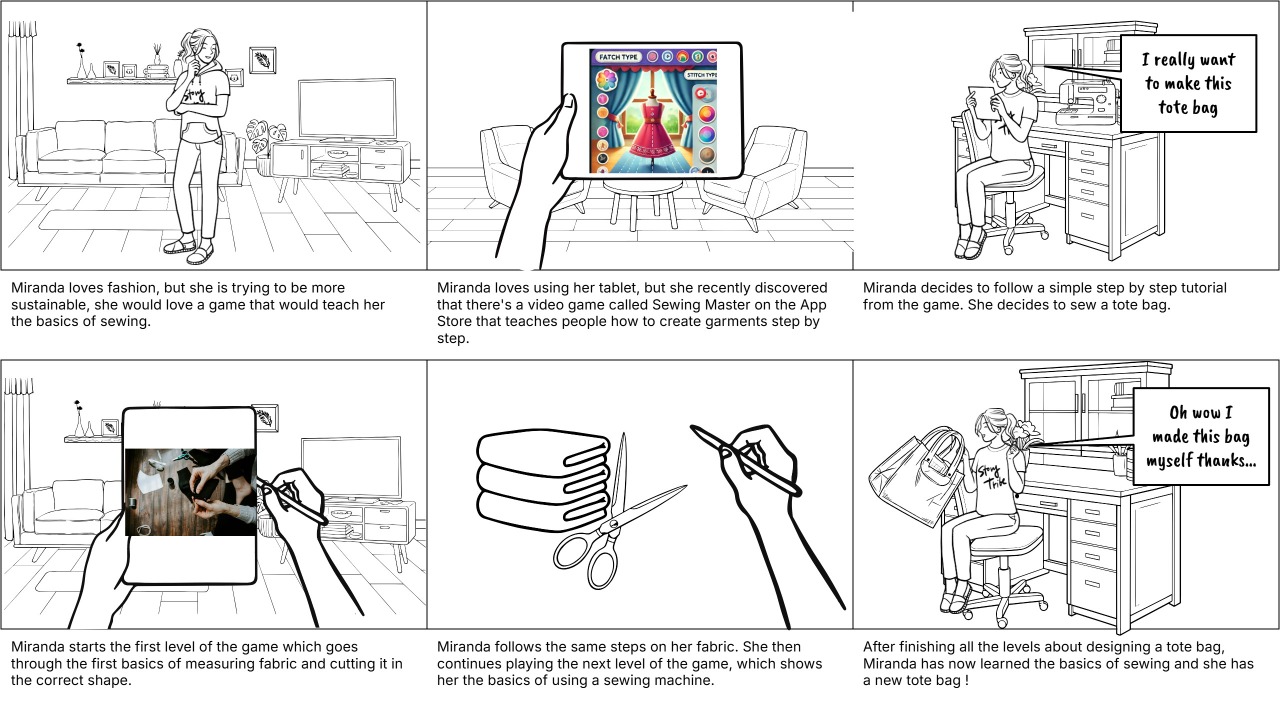 Story
FATCH TYPE
STITCH TYPE
I really want
to make this
tote bag
Miranda loves fashion, but she is trying to be more
sustainable, she would love a game that would teach her
the basics of sewing.
Miranda loves using her tablet, but she recently discovered
that there's a video game called Sewing Master on the App
Store that teaches people how to create garments step by
step.
Miranda decides to follow a simple step by step tutorial
from the game. She decides to sew a tote bag.
Oh wow I
made this bag
myself thanks...
Story
Tribe
Miranda starts the first level of the game which goes
through the first basics of measuring fabric and cutting it in
the correct shape.
Miranda follows the same steps on her fabric. She then
continues playing the next level of the game, which shows
her the basics of using a sewing machine.
After finishing all the levels about designing a tote bag,
Miranda has now learned the basics of sewing and she has
a new tote bag !